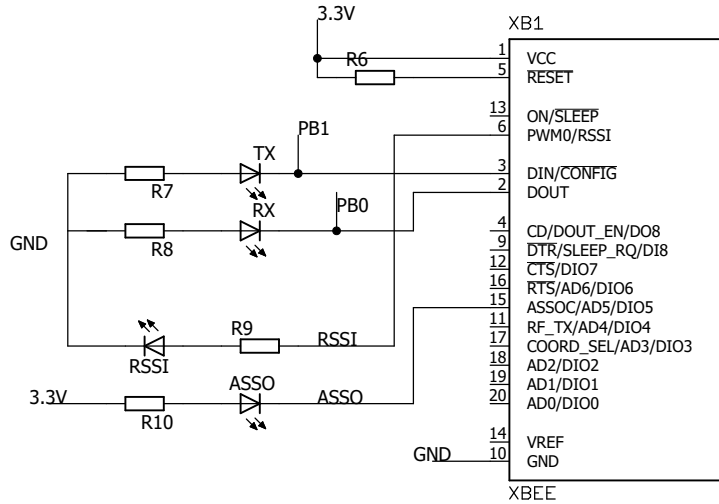 3.3V
XB1
R6
1 VCC
5 RESET
13 ON/SLEEP
6 PWM0/RSSI
PB1
TX
3 DIN/CONFIG
R7
2 DOUT
PB0
RX
GND
R8
4 CD/DOUT_EN/DO8
9 DTR/SLEEP_RQ/DI8
12 CTS/DIO7
16 RTS/AD6/DIO6
15 ASSOC/AD5/DIO5
11 RF_TX/AD4/DIO4
R9
RSSI
17 COORD_SEL/AD3/DIO3
RSSI
18 AD2/DIO2
19 AD1/DIO1
20 AD0/DIO0
ASSO
3.3V
ASSO
R10
14 VREF
GND
10 GND
XBEE